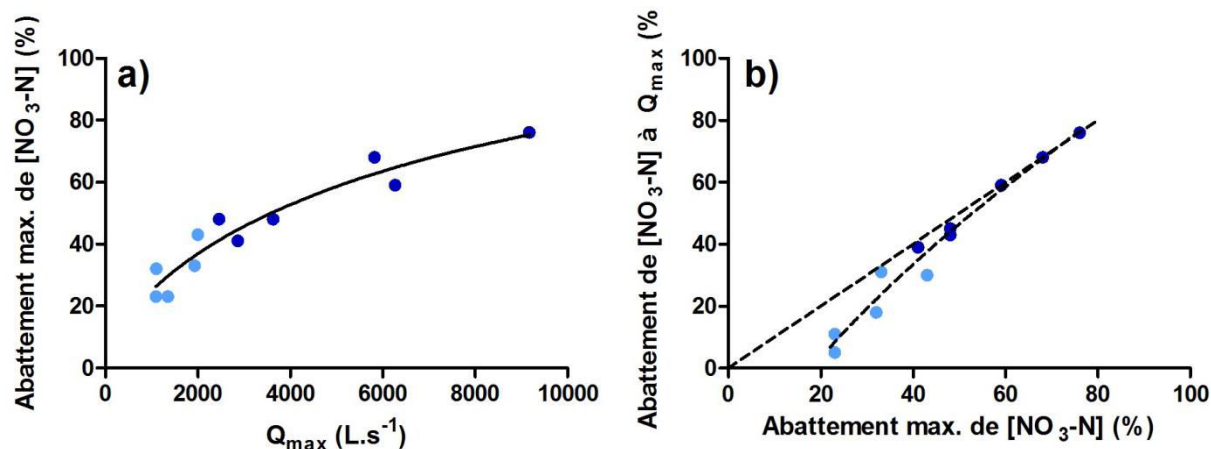 a)
Abattement max. de [NO₃-N] (%)
100
80
60
40
20
0
0 2000 4000 6000 8000 10000
Qmax (L.s⁻¹)
b)
Abattement de [NO₃-N] à Qmax (%
100
80
60
40
20
0
0 20 40 60 80 100
Abattement max. de [NO₃-N] (%)